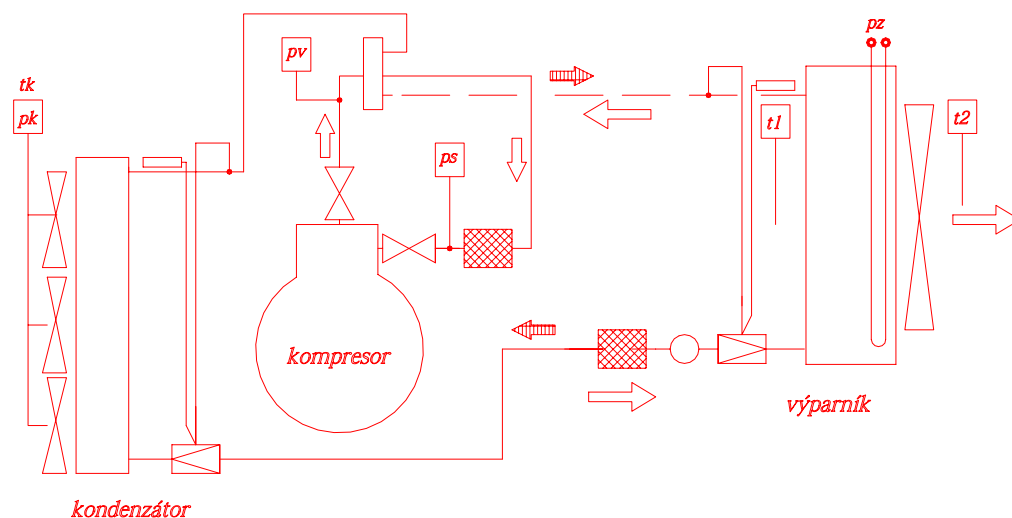 pz
pv
tk
pk
t1
t2
ps
kompresor
výparník
kondenzátor